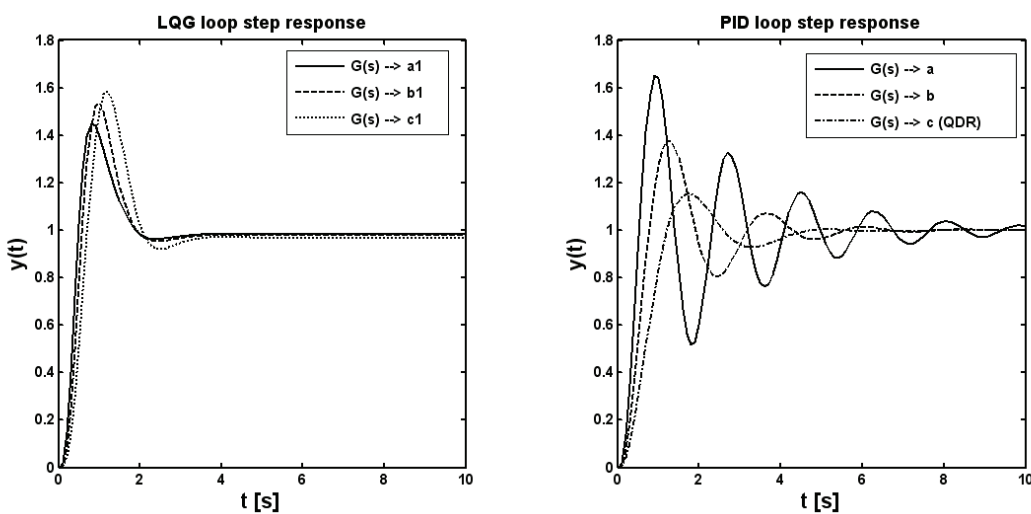 LQG loop step response
1.8
1.6
1.4
1.2
1
0.8
0.6
0.4
0.2
0
y(t)
G(s) --> a1
G(s) --> b1
G(s) --> c1
0
2
4
6
8
10
t [s]
PID loop step response
1.8
1.6
1.4
1.2
1
0.8
0.6
0.4
0.2
0
y(t)
G(s) --> a
G(s) --> b
G(s) --> c (QDR)
0
2
4
6
8
10
t [s]